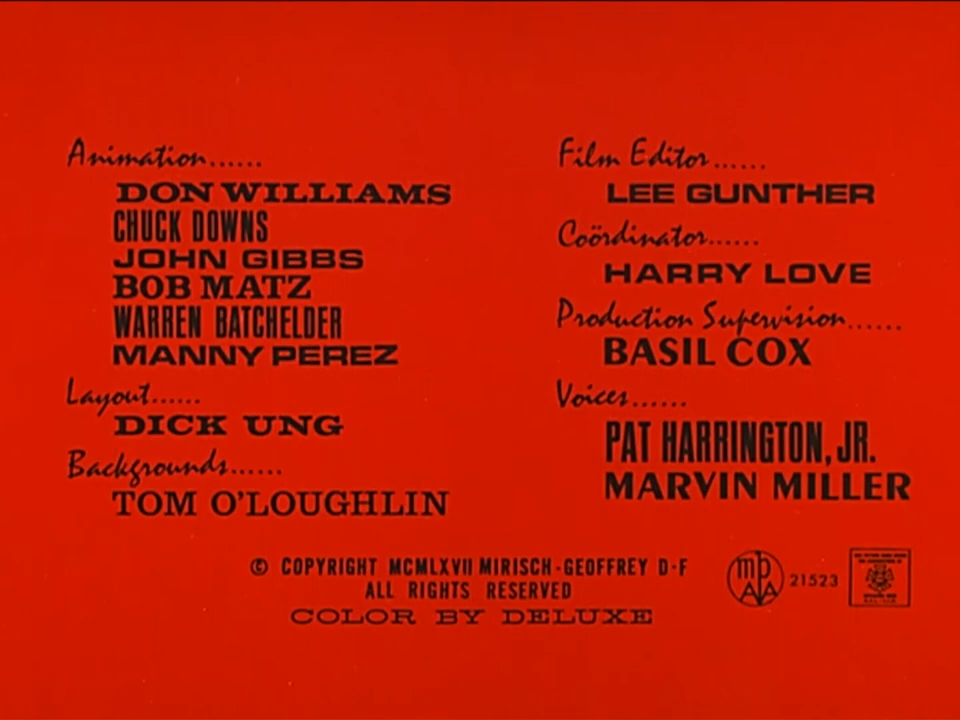 Animation......
DON WILLIAMS
CHUCK DOWNS
JOHN GIBBS
BOB MATZ
WARREN BATCHELDER
MANNY PEREZ
Layout......
DICK UNG
Backgrounds......
TOM O'LOUGHLIN
Film Editor......
LEE GUNTHER
Coördinator......
HARRY LOVE
Production Supervision......
BASIL COX
Voices......
PAT HARRINGTON, JR.
MARVIN MILLER
© COPYRIGHT MCMLXVII MIRISCH-GEOFFREY D-F
ALL RIGHTS RESERVED
COLOR BY DELUXE
mpAA
21523